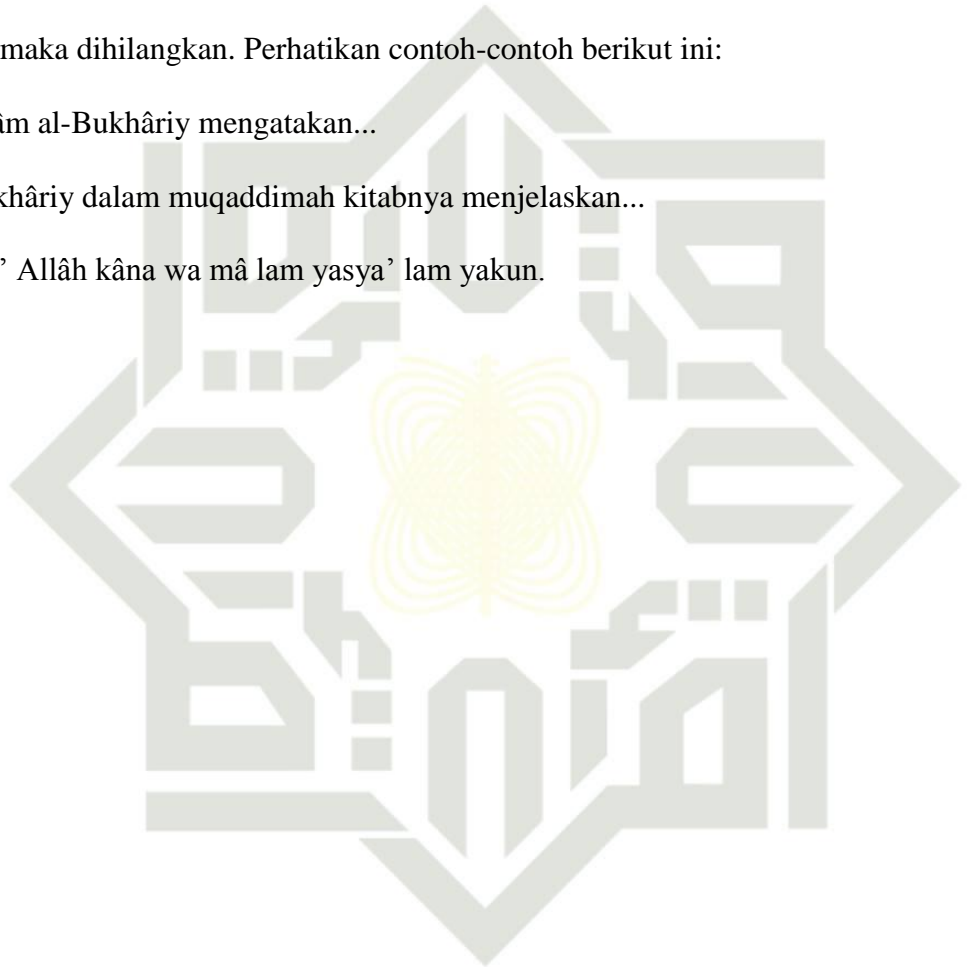 maka dihilangkan. Perhatikan contoh-contoh berikut ini:
âm al-Bukhâriy mengatakan...
khâriy dalam muqaddimah kitabnya menjelaskan...
’ Allâh kâna wa mâ lam yasya’ lam yakun.